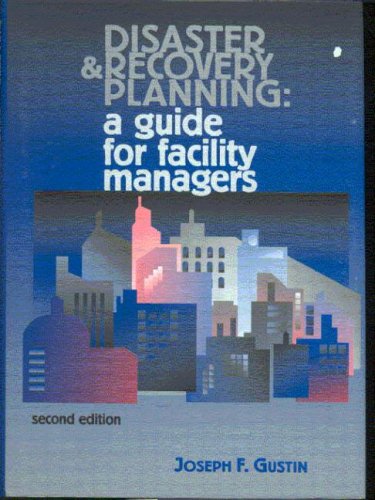 DISASTER
& RECOVERY
PLANNING:
a guide
for facility
managers
second edition
JOSEPH F. GUSTIN